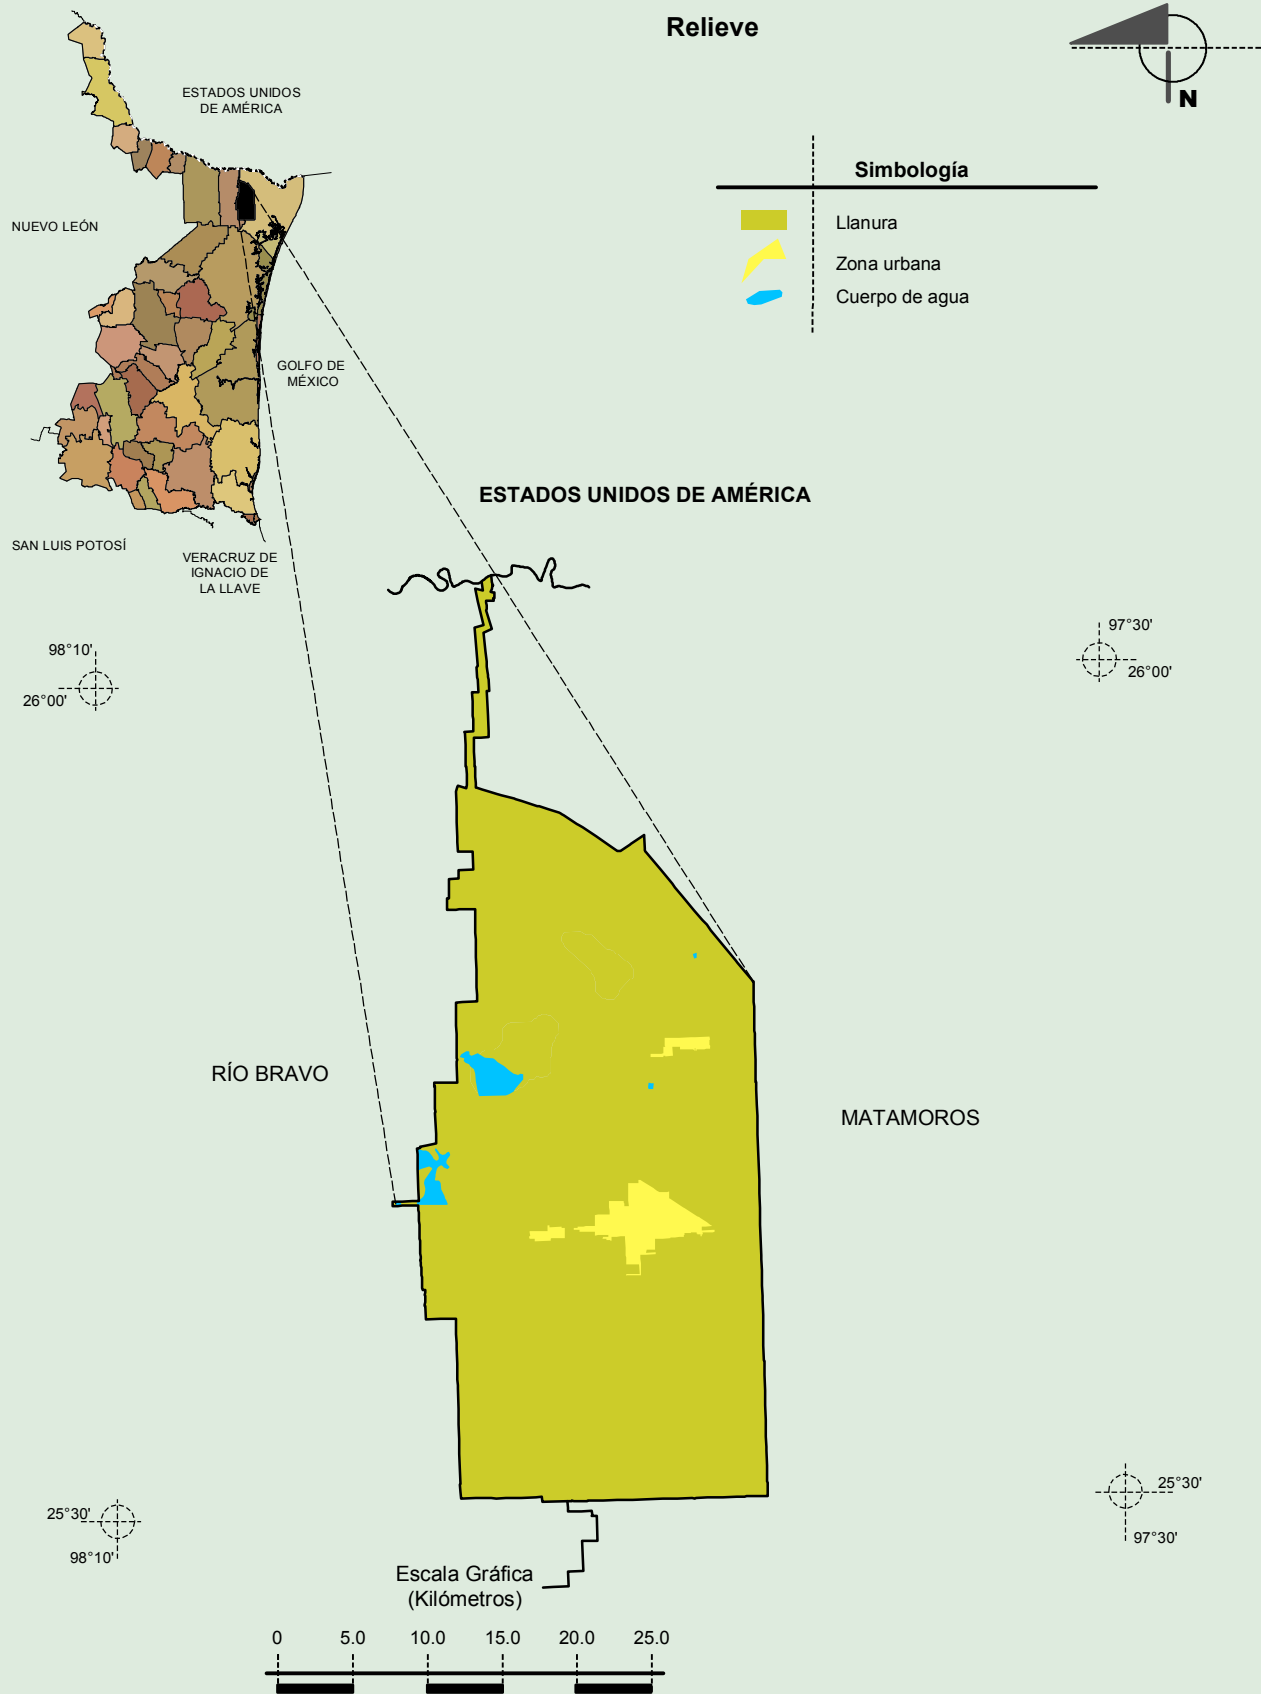 Relieve
N
ESTADOS UNIDOS
DE AMÉRICA
Simbología
Llanura
Zona urbana
Cuerpo de agua
NUEVO LEÓN
GOLFO DE
MÉXICO
SAN LUIS POTOSÍ
VERACRUZ DE
IGNACIO DE
LA LLAVE
ESTADOS UNIDOS DE AMÉRICA
98°10'
26°00'
97°30'
26°00'
RÍO BRAVO
MATAMOROS
25°30'
98°10'
25°30'
97°30'
Escala Gráfica
(Kilómetros)
0 5.0 10.0 15.0 20.0 25.0